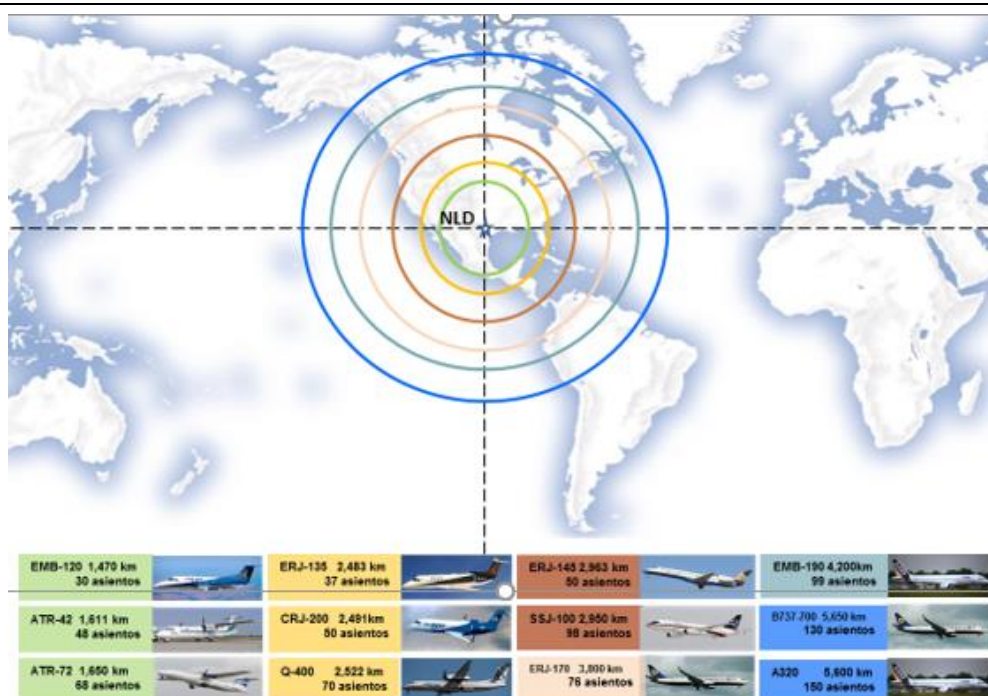 NLD
EMB-120 1,470 km
30 asientos
ERJ-135 2,483 km
37 asientos
ERJ-145 2,963 km
50 asientos
EMB-190 4,200km
99 asientos
ATR-42 1,611 km
48 asientos
CRJ-200 2,491km
50 asientos
SSJ-100 2,950 km
98 asientos
B737.700 5,650 km
130 asientos
ATR-72 1,650 km
68 asientos
Q-400 2,522 km
70 asientos
ERJ-170 3,800 km
76 asientos
A320 5,600 km
150 asientos